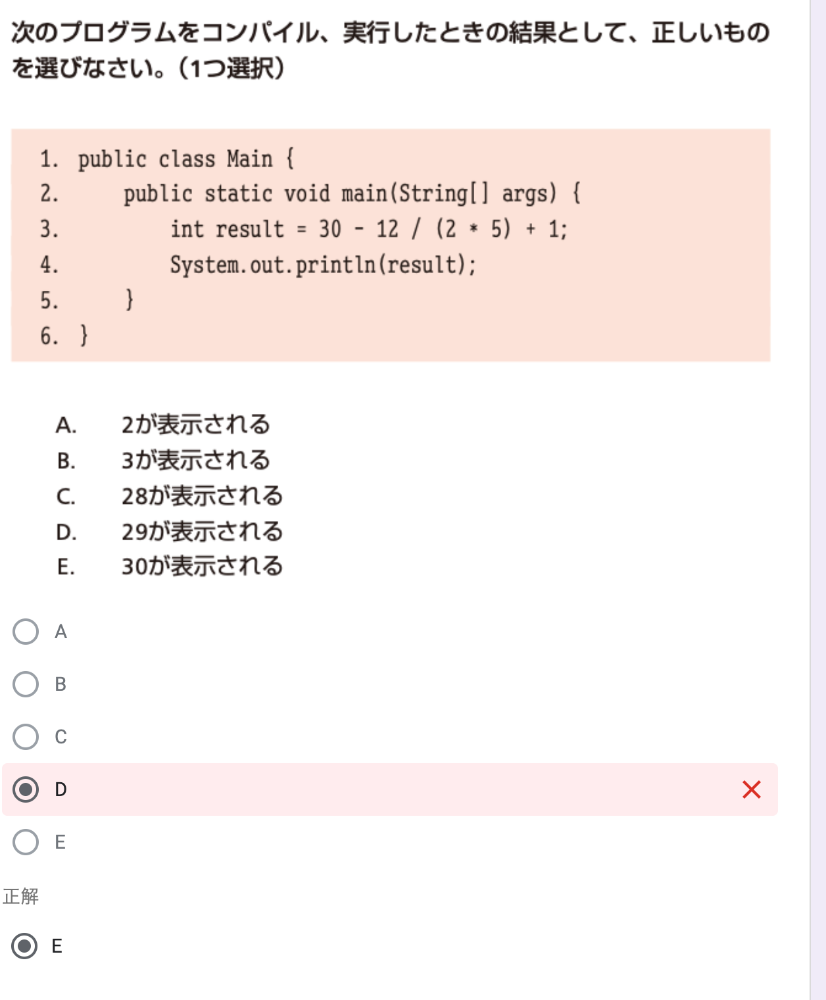 次のプログラムをコンパイル、実行したときの結果として、正しいもの
を選びなさい。（1つ選択）
1. public class Main {
2. public static void main(String[] args) {
3. int result = 30 - 12 / (2 * 5) + 1;
4. System.out.println(result);
5. }
6. }
A. 2が表示される
B. 3が表示される
C. 28が表示される
D. 29が表示される
E. 30が表示される
A
B
C
D
E
正解
E